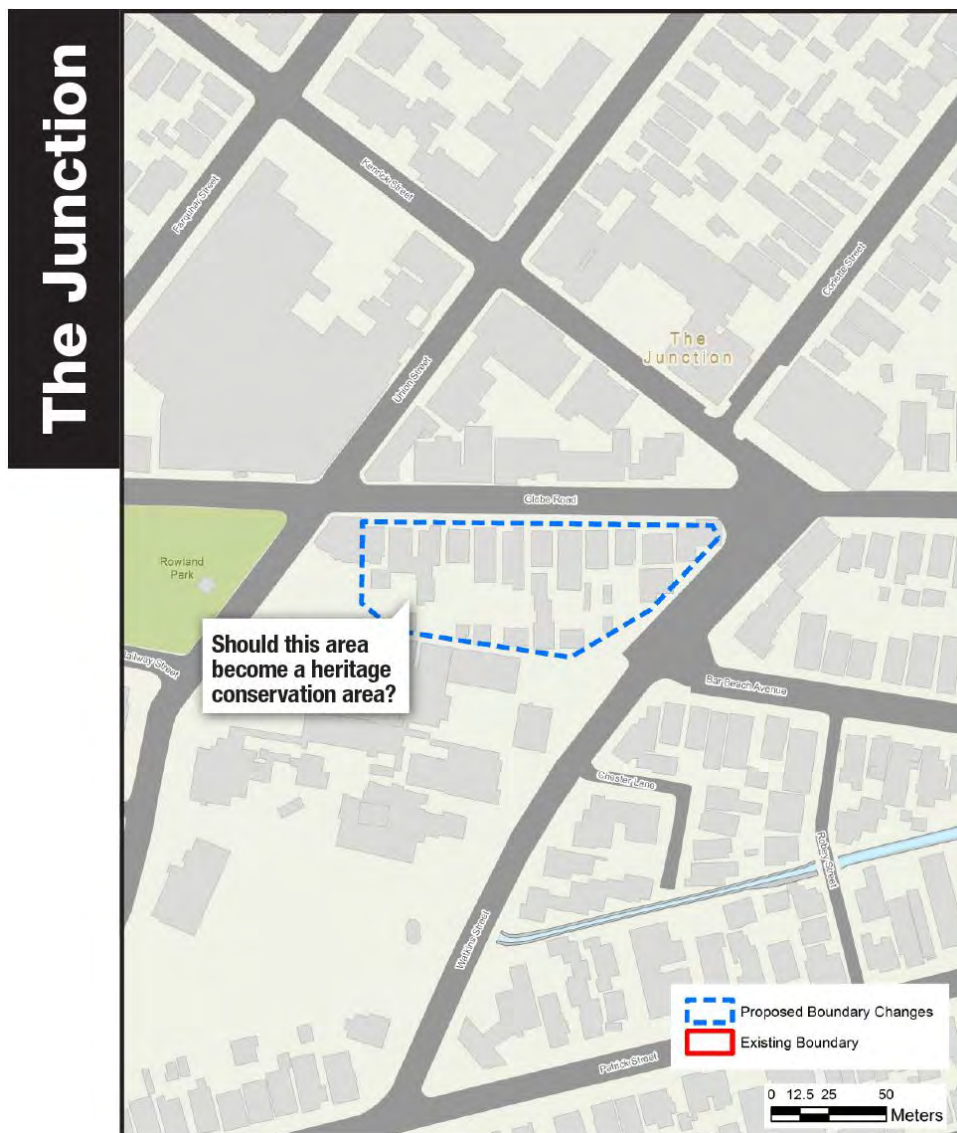 The Junction
Kenrick Street
Farquhar Street
Corlette Street
The
Junction
Union Street
Glebe Road
Rowland
Park
Should this area
become a heritage
conservation area?
Railway Street
Bar Beach Avenue
Chester Lane
Robery Street
Watkins Street
Patrick Street
Proposed Boundary Changes
Existing Boundary
0 12.5 25 50
Meters